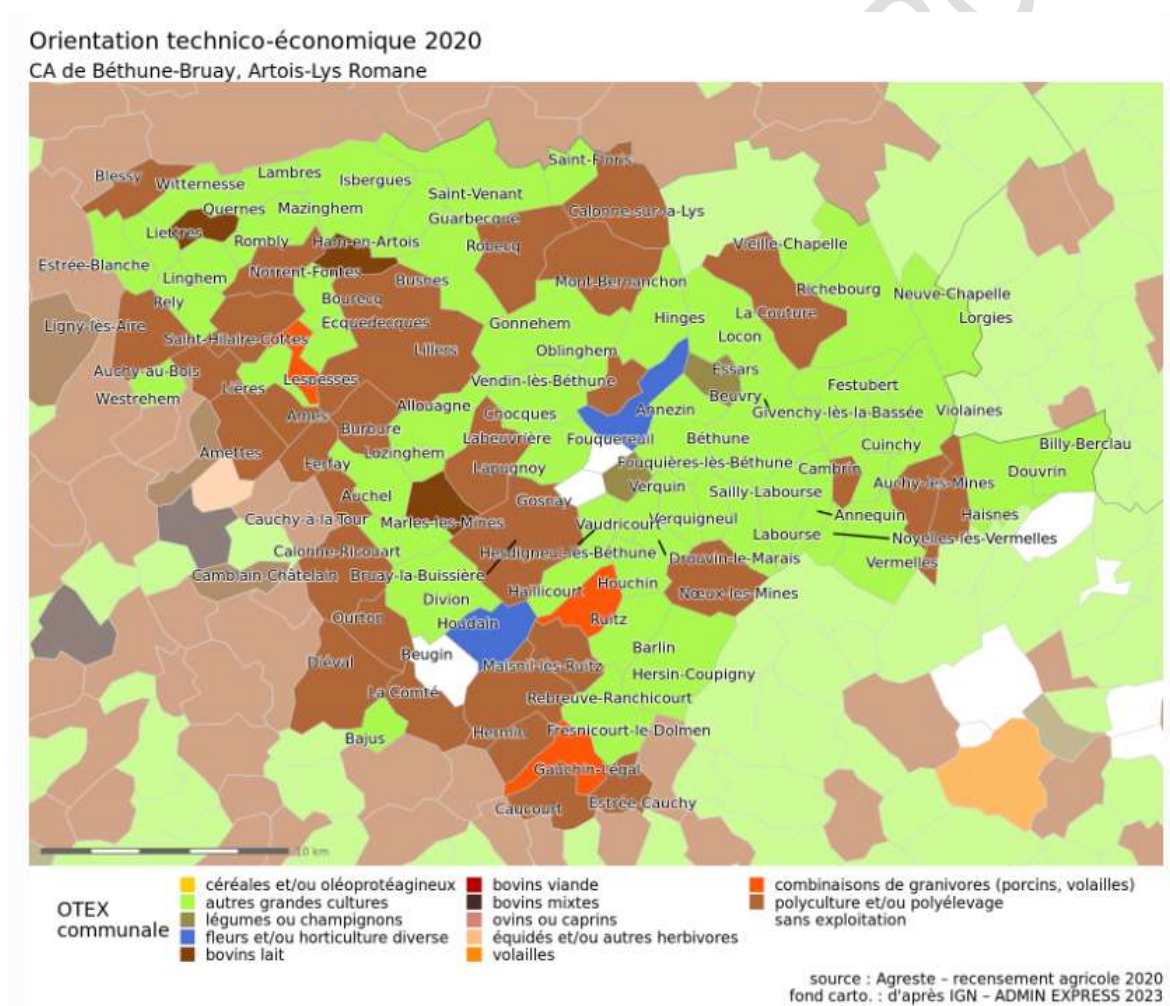 Orientation technico-économique 2020
CA de Béthune-Bruay, Artois-Lys Romane
Saint-Floris
Blessy
Witternesse
Lambres
Isbergues
Saint-Venant
Quernes
Mazinghem
Guarbecque
Calonne-sur-la-Lys
Liettres
Rombly
Ham-en-Artois
Robecq
Vieille-Chapelle
Estrée-Blanche
Linghem
Norrent-Fontes
Busnes
Mont-Bernanchon
Richebourg
Neuve-Chapelle
Rely
Bourecq
La Couture
Lorgies
Ligny-lès-Aire
Saint-Hilaire-Cottes
Ecquedecques
Gonnehem
Hinges
Locon
Lillers
Oblinghem
Auchy-au-Bois
Lières
Lespesses
Vendin-lès-Béthune
Essars
Festubert
Westrehem
Ames
Allouagne
Chocques
Annezin
Beuvry
Givenchy-lès-la-Bassée
Violaines
Burbure
Labeuvrière
Fouquereuil
Béthune
Cuinchy
Billy-Berclau
Amettes
Ferfay
Lozinghem
Lapugnoy
Fouquières-lès-Béthune
Cambrin
Douvrin
Auchel
Gosnay
Verquin
Sailly-Labourse
Auchy-les-Mines
Cauchy-à-la-Tour
Marles-les-Mines
Vaudricourt
Verquigneul
Annequin
Haisnes
Calonne-Ricouart
Hesdigneul-lès-Béthune
Drouvin-le-Marais
Labourse
Noyelles-lès-Vermelles
Camblain-Châtelain
Bruay-la-Buissière
Haillicourt
Houchin
Vermelles
Divion
Nœux-les-Mines
Ourton
Houdain
Ruitz
Diéval
Beugin
Maisnil-lès-Ruitz
Barlin
Hersin-Coupigny
La Comté
Rebreuve-Ranchicourt
Bajus
Hermin
Fresnicourt-le-Dolmen
Gauchin-Légal
Caucourt
Estrée-Cauchy
10 km
OTEX
communale
céréales et/ou oléoprotéagineux
autres grandes cultures
légumes ou champignons
fleurs et/ou horticulture diverse
bovins lait
bovins viande
bovins mixtes
ovins ou caprins
équidés et/ou autres herbivores
volailles
combinaisons de granivores (porcins, volailles)
polyculture et/ou polyélevage
sans exploitation
source : Agreste – recensement agricole 2020
fond carto. : d'après IGN – ADMIN EXPRESS 2023